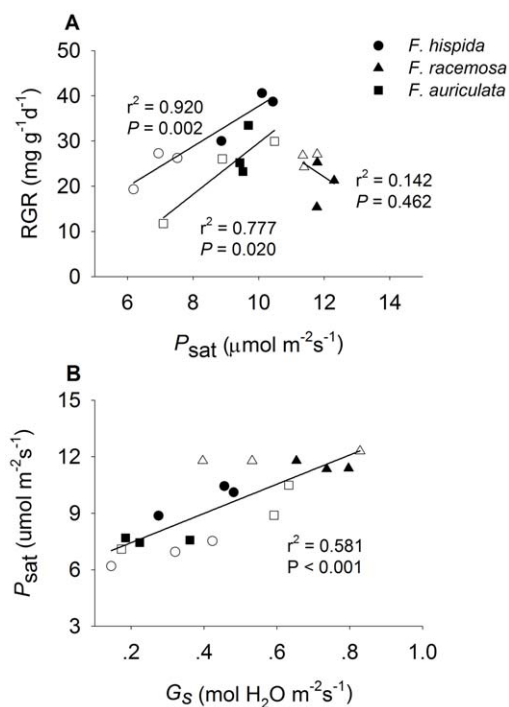 A
F. hispida
F. racemosa
F. auriculata
50
40
30
20
10
0
RGR (mg g⁻¹d⁻¹)
r² = 0.920
P = 0.002
r² = 0.142
P = 0.462
r² = 0.777
P = 0.020
6 8 10 12 14
Psat (μmol m⁻²s⁻¹)
B
15
12
9
6
3
Psat (umol m⁻²s⁻¹)
r² = 0.581
P < 0.001
.2 .4 .6 .8 1.0
Gs (mol H₂O m⁻²s⁻¹)